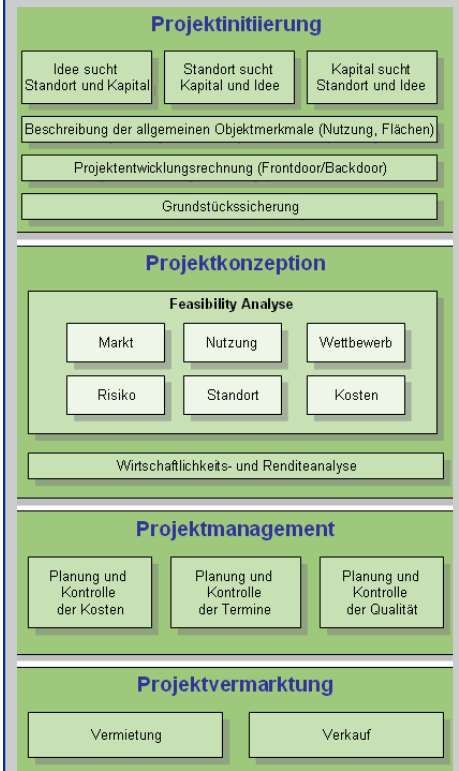 Projektinitiierung
Idee sucht
Standort und Kapital
Standort sucht
Kapital und Idee
Kapital sucht
Standort und Idee
Beschreibung der allgemeinen Objektmerkmale (Nutzung, Flächen)
Projektentwicklungsrechnung (Frontdoor/Backdoor)
Grundstückssicherung
Projektkonzeption
Feasibility Analyse
Markt
Nutzung
Wettbewerb
Risiko
Standort
Kosten
Wirtschaftlichkeits- und Renditeanalyse
Projektmanagement
Planung und
Kontrolle
der Kosten
Planung und
Kontrolle
der Termine
Planung und
Kontrolle
der Qualität
Projektvermarktung
Vermietung
Verkauf